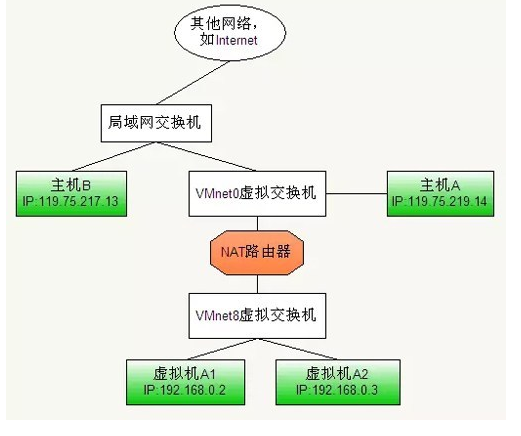 其他网络，
如Internet
局域网交换机
主机B
IP:119.75.217.13
VMnet0虚拟交换机
主机A
IP:119.75.219.14
NAT路由器
VMnet8虚拟交换机
虚拟机A1
IP:192.168.0.2
虚拟机A2
IP:192.168.0.3